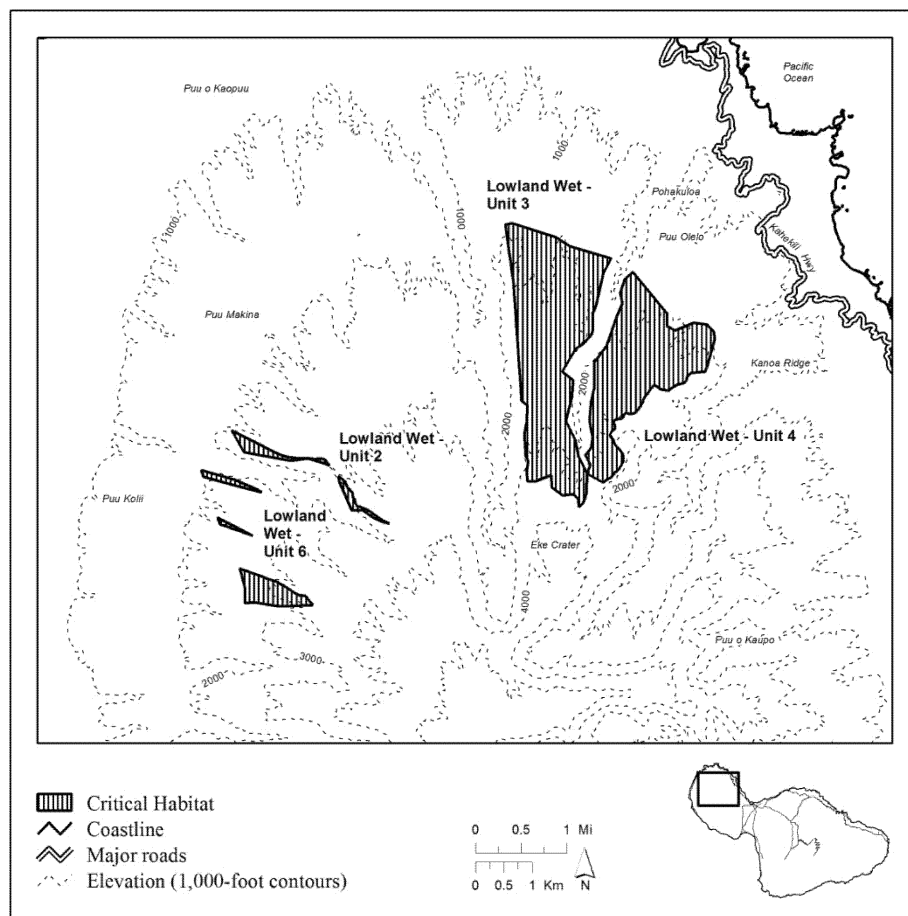 Pacific
Ocean
Puu o Kaopuu
1000
Lowland Wet -
Unit 3
Pohakuloa
1000
1000
Puu Olelo
Kahekili Hwy
Puu Makina
Kanoa Ridge
2000
2000
Lowland Wet -
Unit 2
Lowland Wet - Unit 4
Puu Kolii
2000
Lowland
Wet -
Unit 6
Eke Crater
4000
Puu o Kaupo
3000
2000
Critical Habitat
Coastline
Major roads
Elevation (1,000-foot contours)
0 0.5 1 Mi
0 0.5 1 Km
N